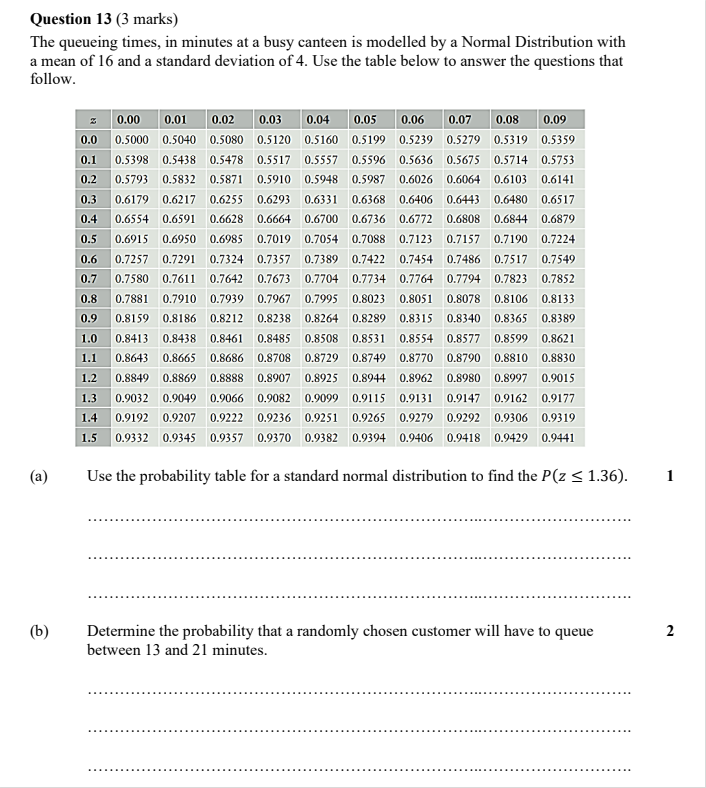 Question 13 (3 marks)
The queueing times, in minutes at a busy canteen is modelled by a Normal Distribution with
a mean of 16 and a standard deviation of 4. Use the table below to answer the questions that
follow.
z 0.00 0.01 0.02 0.03 0.04 0.05 0.06 0.07 0.08 0.09
0.0 0.5000 0.5040 0.5080 0.5120 0.5160 0.5199 0.5239 0.5279 0.5319 0.5359
0.1 0.5398 0.5438 0.5478 0.5517 0.5557 0.5596 0.5636 0.5675 0.5714 0.5753
0.2 0.5793 0.5832 0.5871 0.5910 0.5948 0.5987 0.6026 0.6064 0.6103 0.6141
0.3 0.6179 0.6217 0.6255 0.6293 0.6331 0.6368 0.6406 0.6443 0.6480 0.6517
0.4 0.6554 0.6591 0.6628 0.6664 0.6700 0.6736 0.6772 0.6808 0.6844 0.6879
0.5 0.6915 0.6950 0.6985 0.7019 0.7054 0.7088 0.7123 0.7157 0.7190 0.7224
0.6 0.7257 0.7291 0.7324 0.7357 0.7389 0.7422 0.7454 0.7486 0.7517 0.7549
0.7 0.7580 0.7611 0.7642 0.7673 0.7704 0.7734 0.7764 0.7794 0.7823 0.7852
0.8 0.7881 0.7910 0.7939 0.7967 0.7995 0.8023 0.8051 0.8078 0.8106 0.8133
0.9 0.8159 0.8186 0.8212 0.8238 0.8264 0.8289 0.8315 0.8340 0.8365 0.8389
1.0 0.8413 0.8438 0.8461 0.8485 0.8508 0.8531 0.8554 0.8577 0.8599 0.8621
1.1 0.8643 0.8665 0.8686 0.8708 0.8729 0.8749 0.8770 0.8790 0.8810 0.8830
1.2 0.8849 0.8869 0.8888 0.8907 0.8925 0.8944 0.8962 0.8980 0.8997 0.9015
1.3 0.9032 0.9049 0.9066 0.9082 0.9099 0.9115 0.9131 0.9147 0.9162 0.9177
1.4 0.9192 0.9207 0.9222 0.9236 0.9251 0.9265 0.9279 0.9292 0.9306 0.9319
1.5 0.9332 0.9345 0.9357 0.9370 0.9382 0.9394 0.9406 0.9418 0.9429 0.9441
(a) Use the probability table for a standard normal distribution to find the P(z ≤ 1.36). 1
(b) Determine the probability that a randomly chosen customer will have to queue 2
between 13 and 21 minutes.